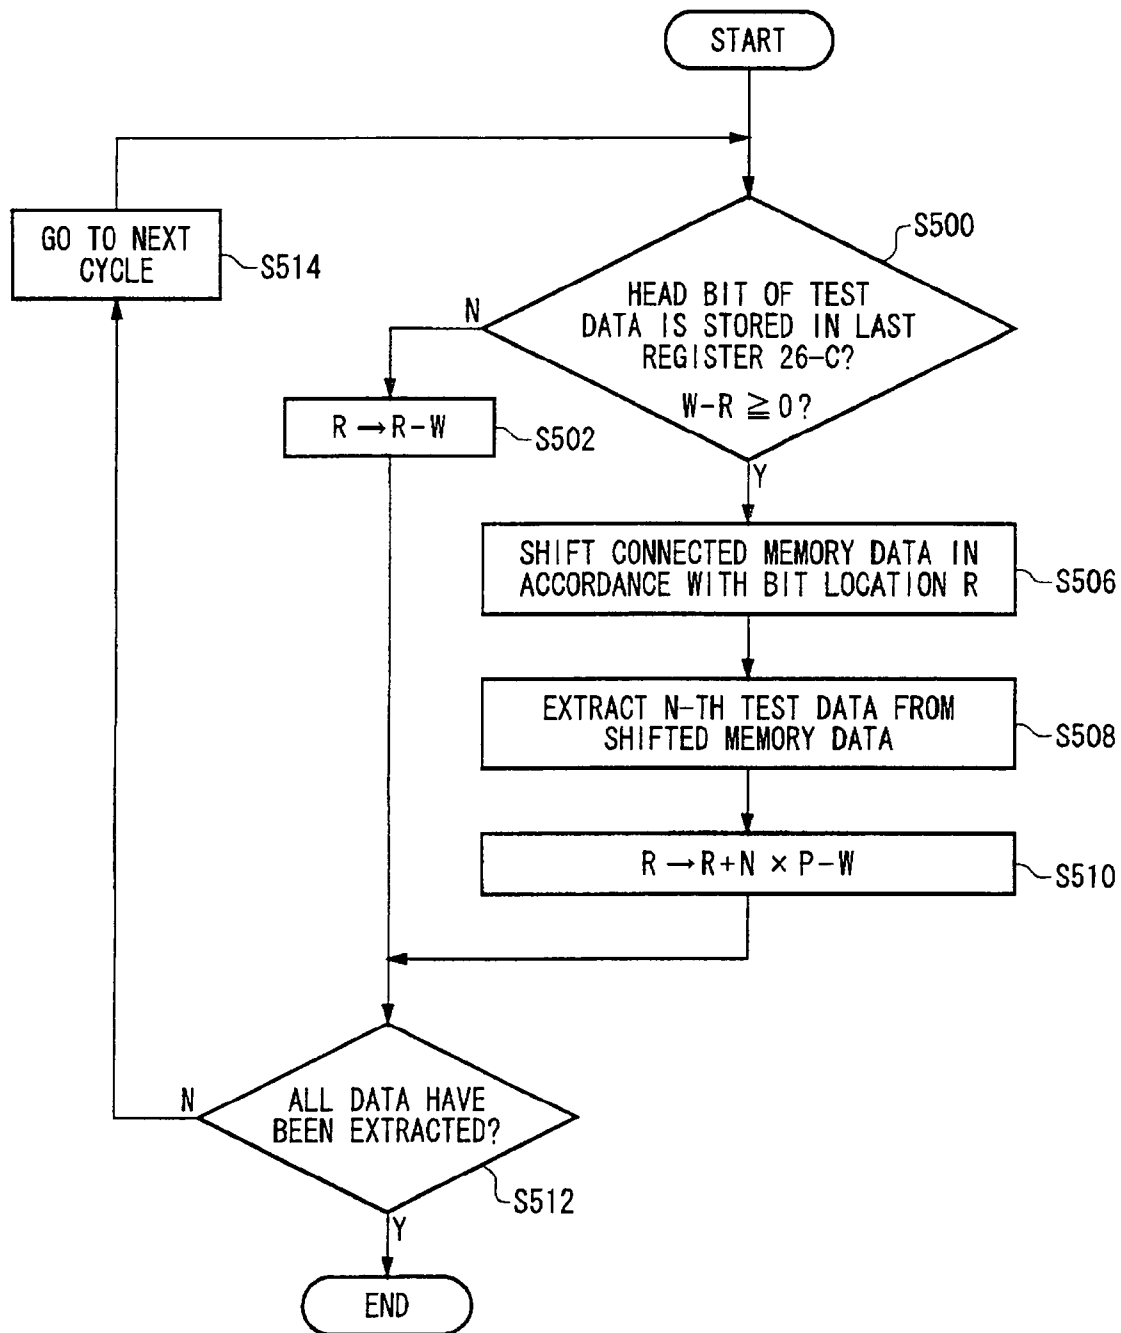 START
GO TO NEXT
CYCLE
S514
S500
HEAD BIT OF TEST
DATA IS STORED IN LAST
REGISTER 26-C?
W-R ≧ 0?
N
R → R-W
S502
Y
SHIFT CONNECTED MEMORY DATA IN
ACCORDANCE WITH BIT LOCATION R
S506
EXTRACT N-TH TEST DATA FROM
SHIFTED MEMORY DATA
S508
R → R+N × P-W
S510
N
ALL DATA HAVE
BEEN EXTRACTED?
S512
Y
END